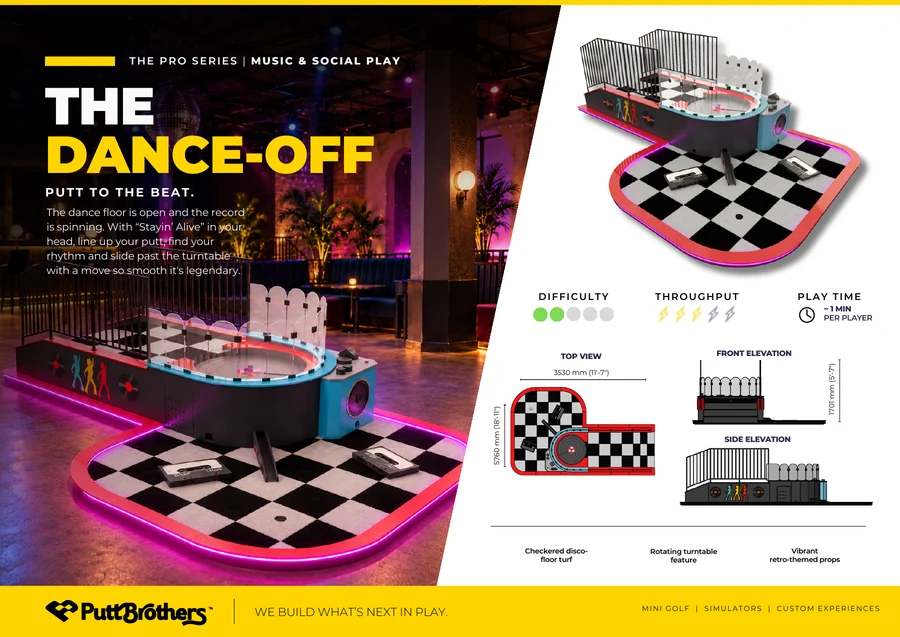 THE PRO SERIES | MUSIC & SOCIAL PLAY
THE
DANCE-OFF
PUTT TO THE BEAT.
The dance floor is open and the record
is spinning. With “Stayin’ Alive” in your
head, line up your putt, find your
rhythm and slide past the turntable
with a move so smooth it's legendary.
DIFFICULTY
THROUGHPUT
PLAY TIME
~ 1 MIN
PER PLAYER
TOP VIEW
3530 mm (11'-7")
5760 mm (18'-11")
FRONT ELEVATION
1701 mm (5'-7")
SIDE ELEVATION
Checkered disco-
floor turf
Rotating turntable
feature
Vibrant
retro-themed props
PuttBrothers™
WE BUILD WHAT’S NEXT IN PLAY.
MINI GOLF | SIMULATORS | CUSTOM EXPERIENCES